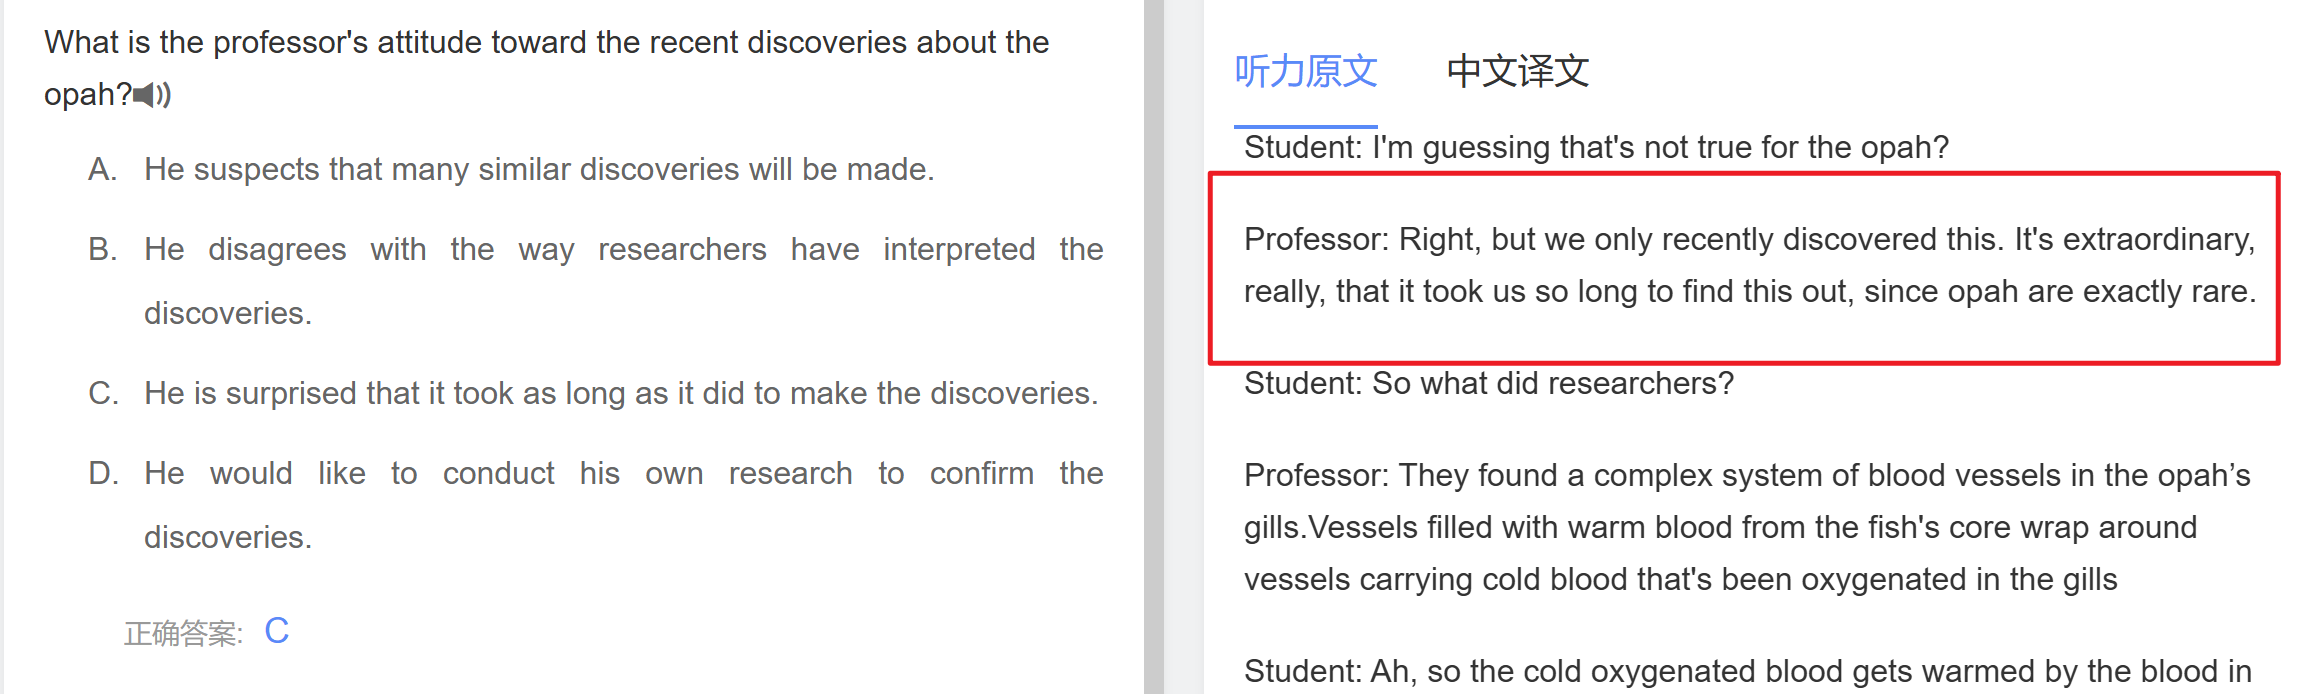 What is the professor's attitude toward the recent discoveries about the
opah?
A. He suspects that many similar discoveries will be made.
B. He disagrees with the way researchers have interpreted the
discoveries.
C. He is surprised that it took as long as it did to make the discoveries.
D. He would like to conduct his own research to confirm the
discoveries.
正确答案: C
听力原文 中文译文
Student: I'm guessing that's not true for the opah?
Professor: Right, but we only recently discovered this. It's extraordinary,
really, that it took us so long to find this out, since opah are exactly rare.
Student: So what did researchers?
Professor: They found a complex system of blood vessels in the opah’s
gills.Vessels filled with warm blood from the fish's core wrap around
vessels carrying cold blood that's been oxygenated in the gills
Student: Ah, so the cold oxygenated blood gets warmed by the blood in